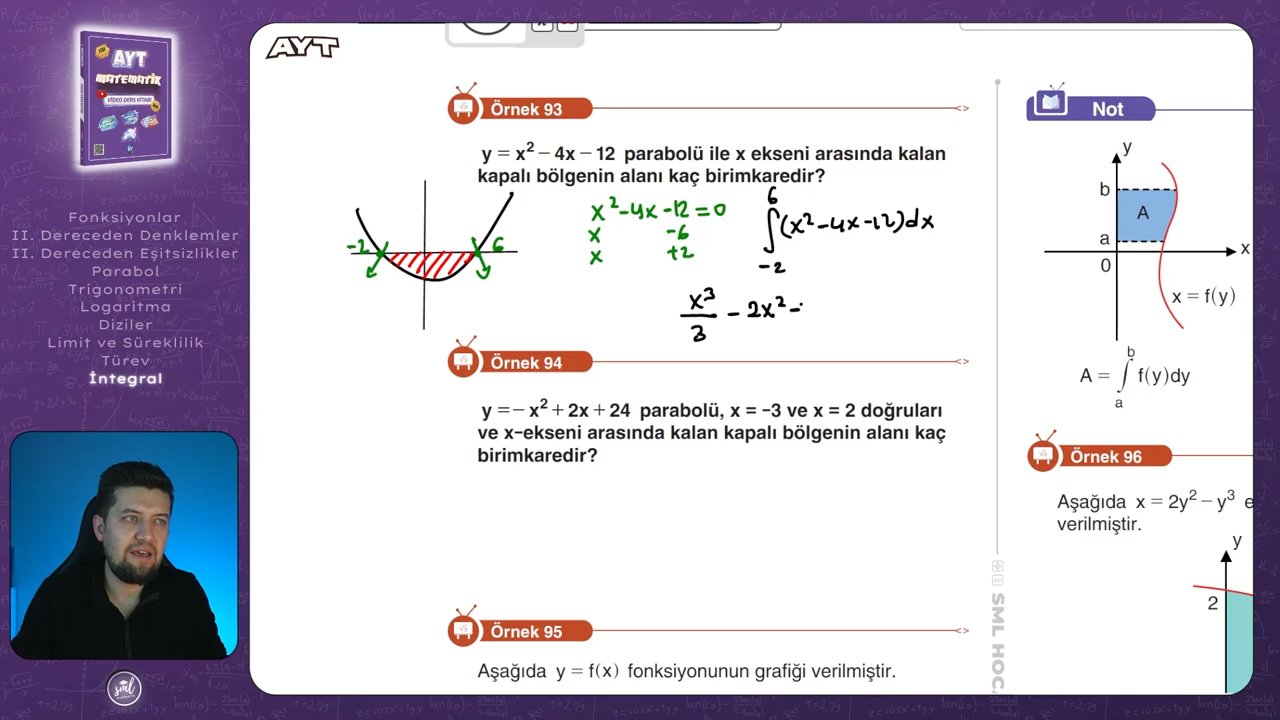 AYT
MATEMATİK
VİDEO DERS KİTABI
Fonksiyonlar
II. Dereceden Denklemler
II. Dereceden Eşitsizlikler
Parabol
Trigonometri
Logaritma
Diziler
Limit ve Süreklilik
Türev
İntegral
sml
AYT
Örnek 93
y = x² − 4x − 12 parabolü ile x ekseni arasında kalan
kapalı bölgenin alanı kaç birimkaredir?
-2
6
x²-4x-12=0
x -6
x +2
6
∫(x²-4x-12)dx
-2
x³/3 - 2x² -
Örnek 94
y = − x² + 2x + 24 parabolü, x = −3 ve x = 2 doğruları
ve x-ekseni arasında kalan kapalı bölgenin alanı kaç
birimkaredir?
Örnek 95
Aşağıda y = f(x) fonksiyonunun grafiği verilmiştir.
SML HOC
Not
y
b
A
a
0
x
x = f(y)
b
A = ∫ f(y)dy
a
Örnek 96
Aşağıda x = 2y² − y³ e
verilmiştir.
y
2